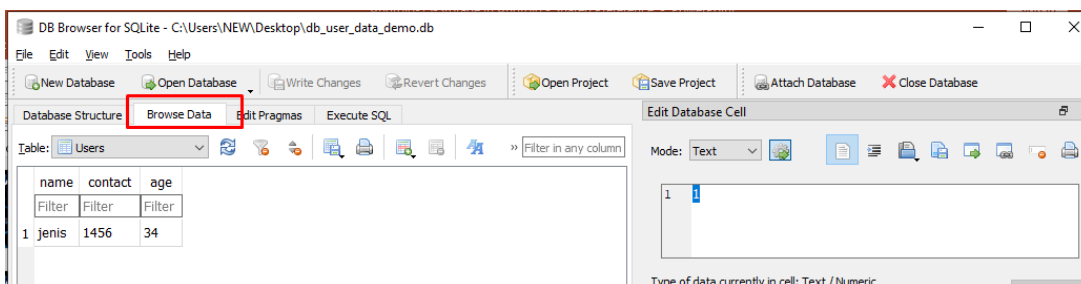 DB Browser for SQLite - C:\Users\NEW\Desktop\db_user_data_demo.db
File Edit View Tools Help
New Database Open Database Write Changes Revert Changes Open Project Save Project Attach Database Close Database
Database Structure Browse Data Edit Pragmas Execute SQL
Edit Database Cell
Table: Users » Filter in any column
Mode: Text
name contact age
Filter Filter Filter
1 jenis 1456 34
1 1
Type of data currently in cell: Text / Numeric